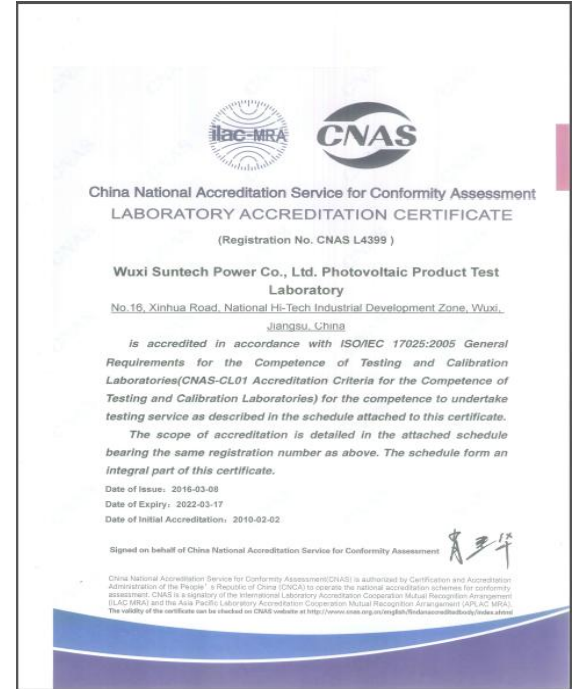 ilac-MRA
CNAS
China National Accreditation Service for Conformity Assessment
LABORATORY ACCREDITATION CERTIFICATE
(Registration No. CNAS L4399 )
Wuxi Suntech Power Co., Ltd. Photovoltaic Product Test
Laboratory
No.16, Xinhua Road, National Hi-Tech Industrial Development Zone, Wuxi,
Jiangsu, China
is accredited in accordance with ISO/IEC 17025:2005 General
Requirements for the Competence of Testing and Calibration
Laboratories(CNAS-CL01 Accreditation Criteria for the Competence of
Testing and Calibration Laboratories) for the competence to undertake
testing service as described in the schedule attached to this certificate.
The scope of accreditation is detailed in the attached schedule
bearing the same registration number as above. The schedule form an
integral part of this certificate.
Date of Issue: 2016-03-08
Date of Expiry: 2022-03-17
Date of Initial Accreditation: 2010-02-02
Signed on behalf of China National Accreditation Service for Conformity Assessment
China National Accreditation Service for Conformity Assessment(CNAS) is authorized by Certification and Accreditation
Administration of the People' s Republic of China (CNCA) to operate the national accreditation schemes for conformity
assessment. CNAS is a signatory of the International Laboratory Accreditation Cooperation Mutual Recognition Arrangement
(ILAC MRA) and the Asia Pacific Laboratory Accreditation Cooperation Mutual Recognition Arrangement (APLAC MRA).
The validity of the certificate can be checked on CNAS website at http://www.cnas.org.cn/english/findanaccreditedbody/index.shtml